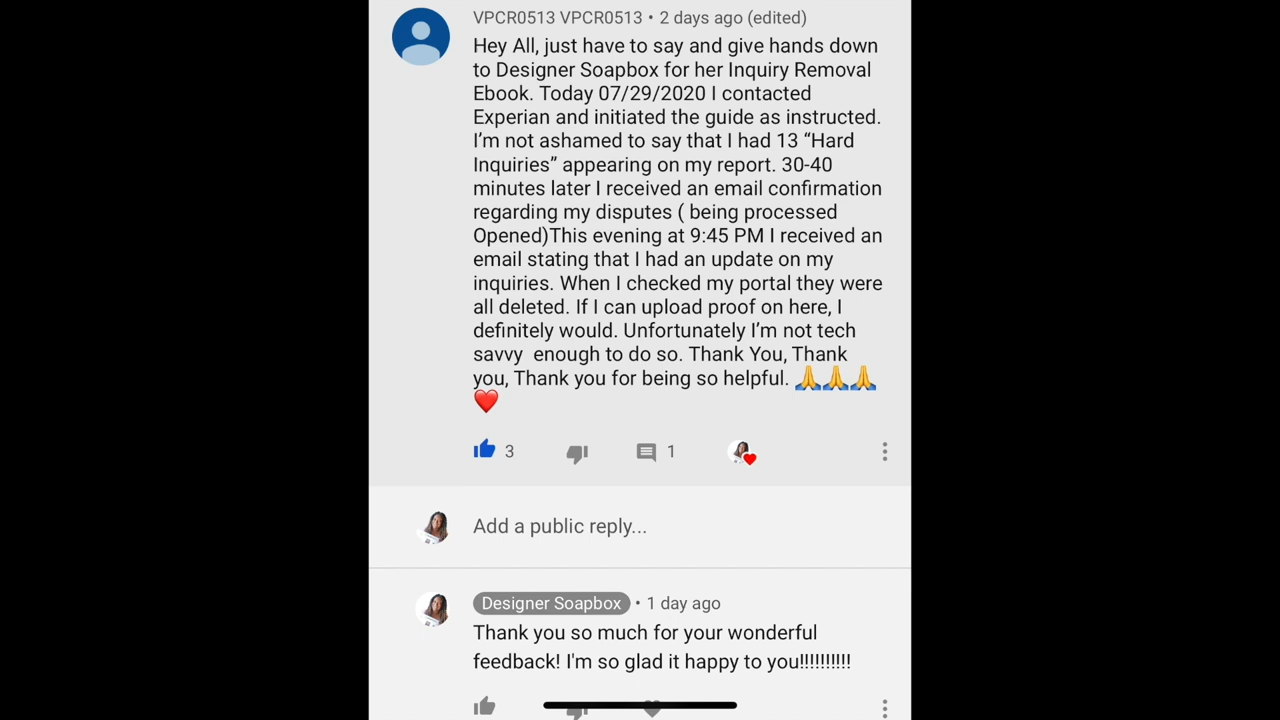 VPCR0513 VPCR0513 • 2 days ago (edited)
Hey All, just have to say and give hands down
to Designer Soapbox for her Inquiry Removal
Ebook. Today 07/29/2020 I contacted
Experian and initiated the guide as instructed.
I’m not ashamed to say that I had 13 “Hard
Inquiries” appearing on my report. 30-40
minutes later I received an email confirmation
regarding my disputes ( being processed
Opened)This evening at 9:45 PM I received an
email stating that I had an update on my
inquiries. When I checked my portal they were
all deleted. If I can upload proof on here, I
definitely would. Unfortunately I’m not tech
savvy  enough to do so. Thank You, Thank
you, Thank you for being so helpful. 🙏🙏🙏
❤️
3 1
Add a public reply...
Designer Soapbox • 1 day ago
Thank you so much for your wonderful
feedback! I'm so glad it happy to you!!!!!!!!!!